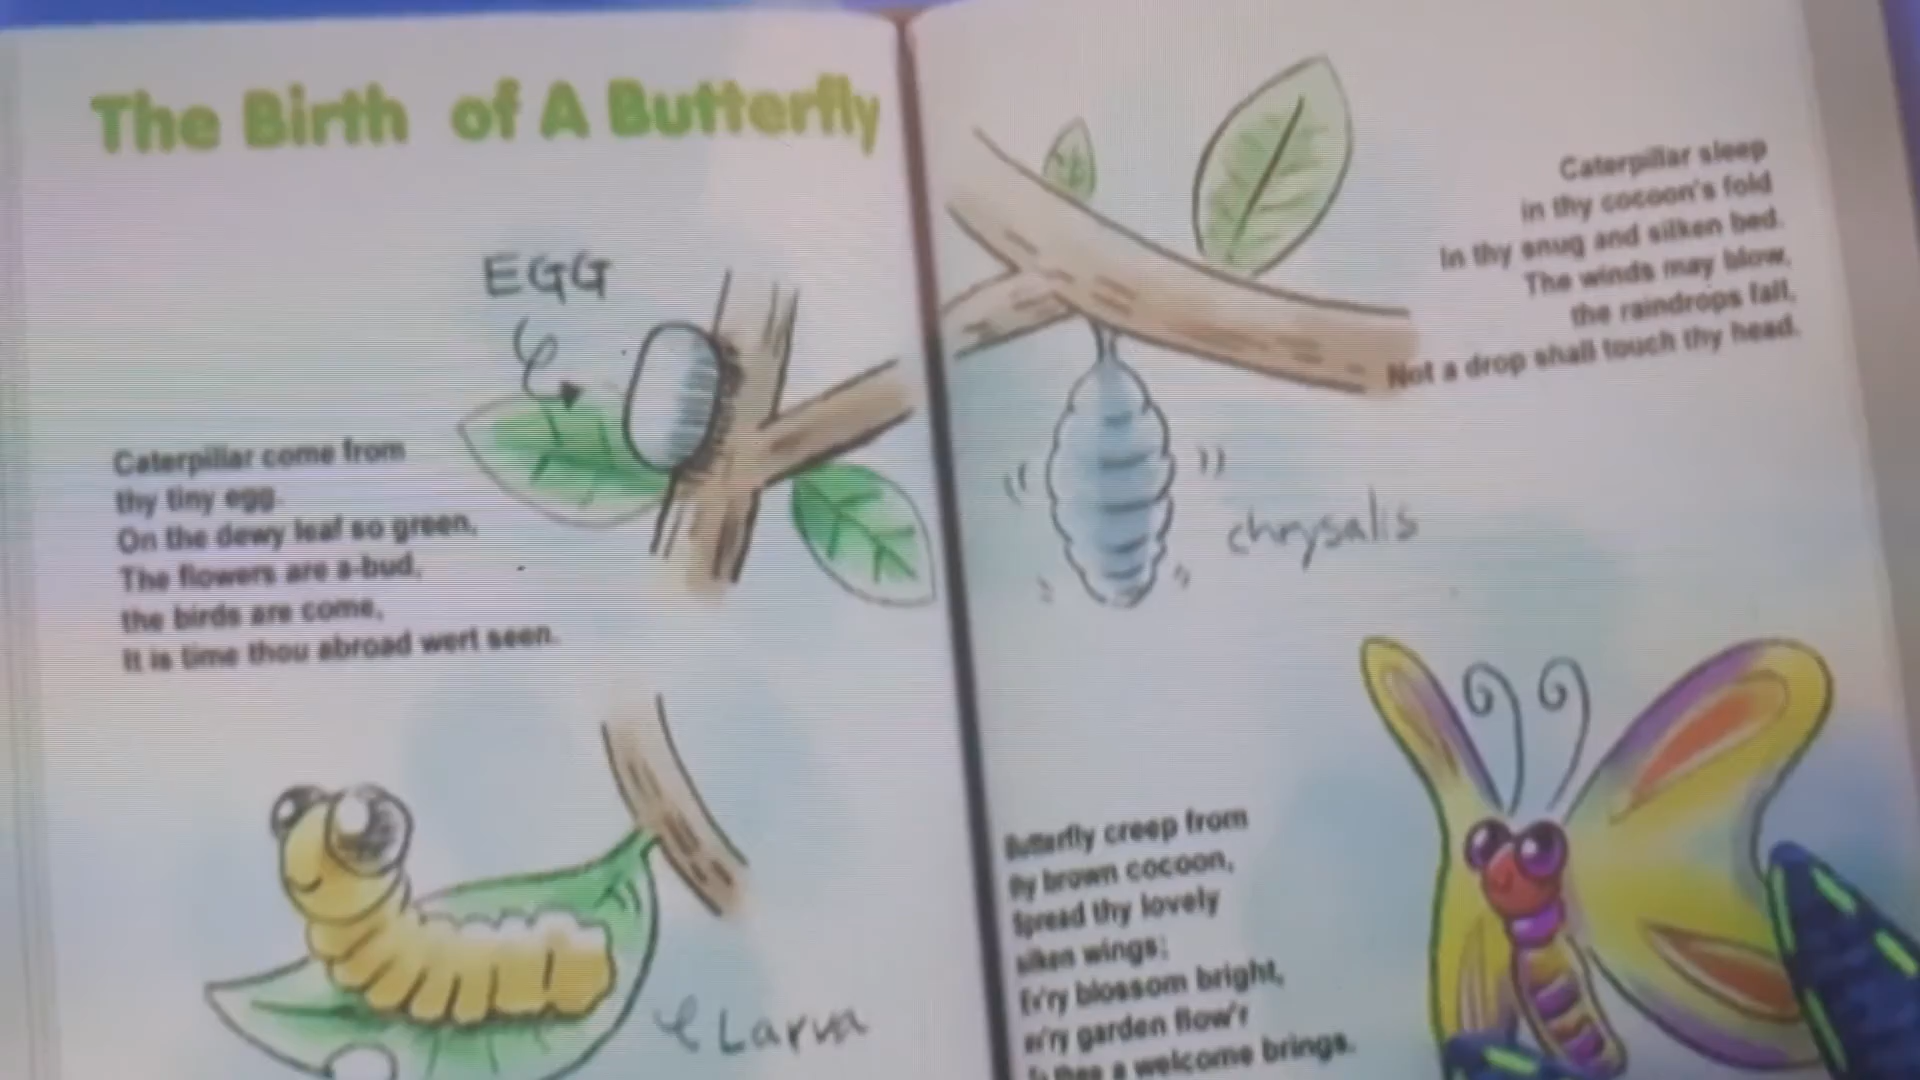 The Birth of A Butterfly
EGG
Caterpillar come from
thy tiny egg.
On the dewy leaf so green,
The flowers are a-bud,
the birds are come,
It is time thou abroad wert seen.
Larva
Caterpillar sleep
in thy cocoon's fold
In thy snug and silken bed.
The winds may blow,
the raindrops fall,
Not a drop shall touch thy head.
chrysalis
Butterfly creep from
thy brown cocoon,
Spread thy lovely
silken wings;
Ev'ry blossom bright,
ev'ry garden flow'r
thee a welcome brings.